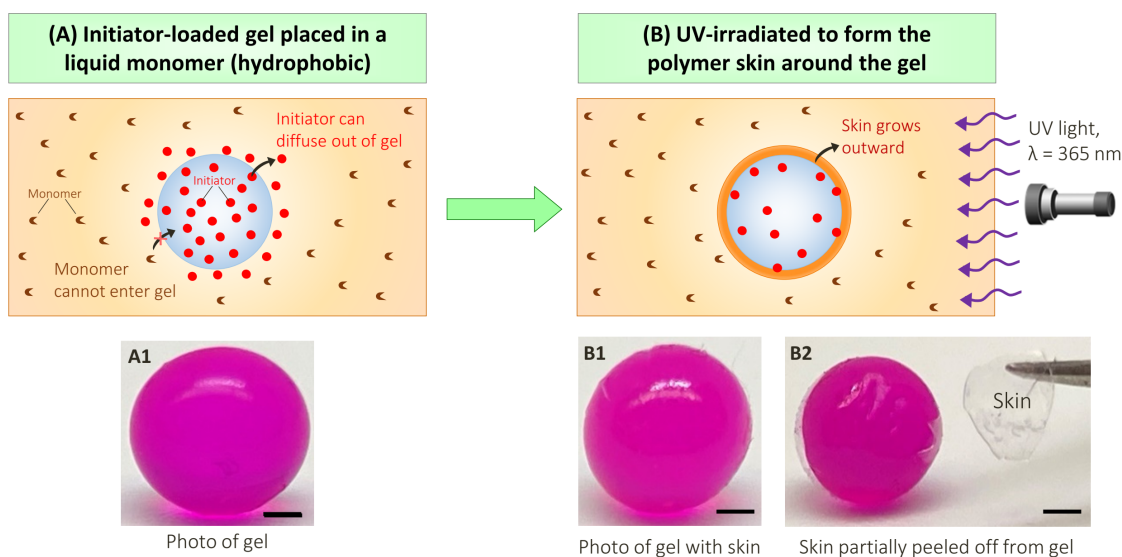 (A) Initiator-loaded gel placed in a
liquid monomer (hydrophobic)
(B) UV-irradiated to form the
polymer skin around the gel
Initiator can
diffuse out of gel
Initiator
Monomer
Monomer
cannot enter gel
Skin grows
outward
UV light,
λ = 365 nm
A1
Photo of gel
B1
Photo of gel with skin
B2
Skin
Skin partially peeled off from gel